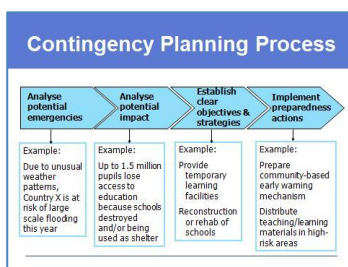 Contingency Planning Process
Analyse
potential
emergencies
Analyse
potential
impact
Establish
clear
objectives &
strategies
Implement
preparedness
actions
Example:
Due to unusual
weather
patterns,
Country X is at
risk of large
scale flooding
this year
Example:
Up to 1.5 million
pupils lose
access to
education
because schools
destroyed
and/or being
used as shelter
Example:
Provide
temporary
learning
facilities
Reconstruction
or rehab of
schools
Example:
Prepare
community-based
early warning
mechanism
Distribute
teaching/learning
materials in high-
risk areas